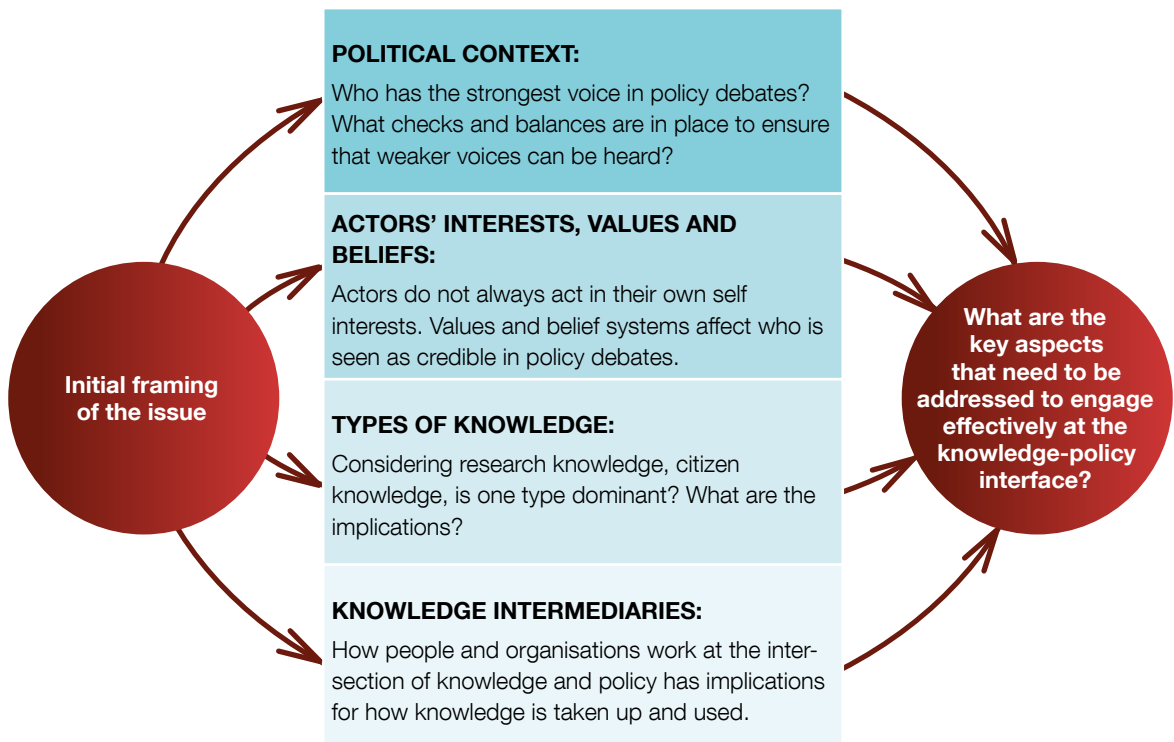 Initial framing
of the issue
POLITICAL CONTEXT:
Who has the strongest voice in policy debates?
What checks and balances are in place to ensure
that weaker voices can be heard?
ACTORS’ INTERESTS, VALUES AND
BELIEFS:
Actors do not always act in their own self
interests. Values and belief systems affect who is
seen as credible in policy debates.
TYPES OF KNOWLEDGE:
Considering research knowledge, citizen
knowledge, is one type dominant? What are the
implications?
KNOWLEDGE INTERMEDIARIES:
How people and organisations work at the inter-
section of knowledge and policy has implications
for how knowledge is taken up and used.
What are the
key aspects
that need to be
addressed to engage
effectively at the
knowledge-policy
interface?